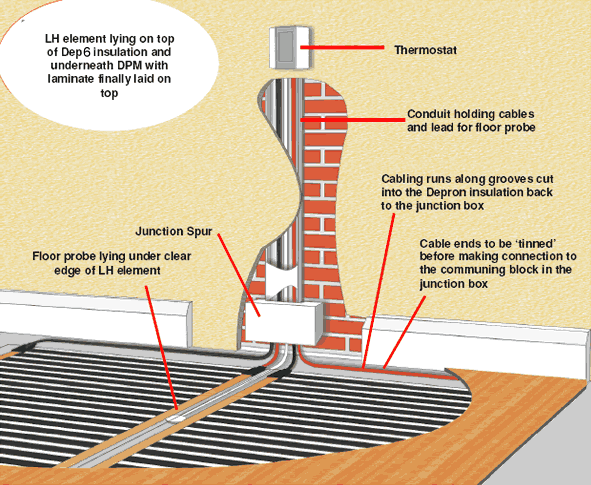 LH element lying on top
of Dep6 insulation and
underneath DPM with
laminate finally laid on
top
Thermostat
Conduit holding cables
and lead for floor probe
Cabling runs along grooves cut
into the Depron insulation back
to the junction box
Junction Spur
Floor probe lying under clear
edge of LH element
Cable ends to be ‘tinned’
before making connection to
the communing block in the
junction box